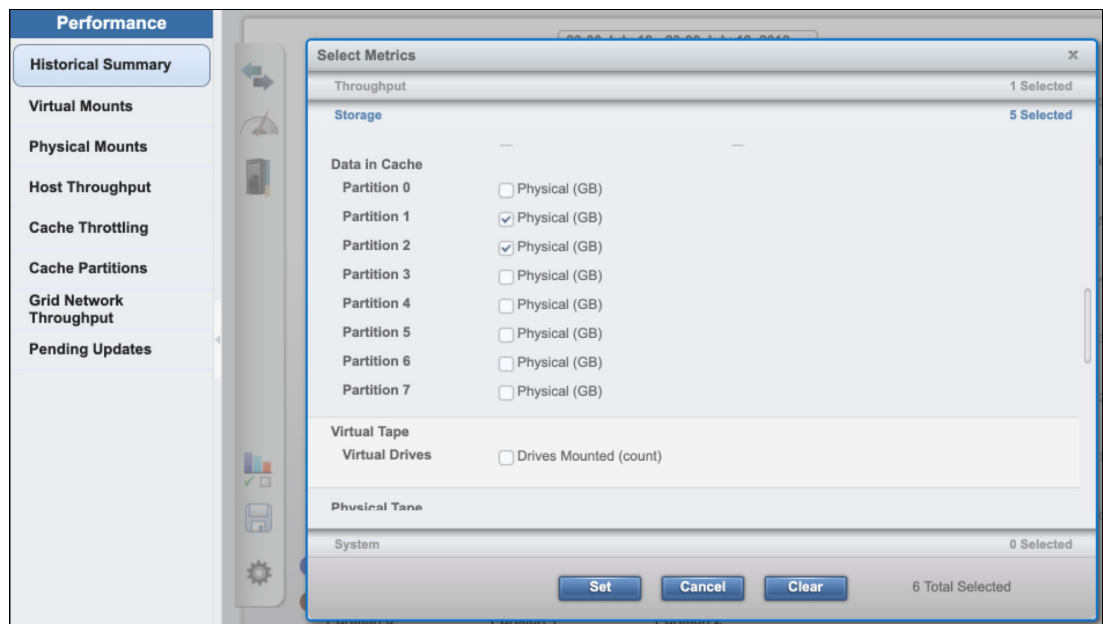 Performance
Historical Summary
Virtual Mounts
Physical Mounts
Host Throughput
Cache Throttling
Cache Partitions
Grid Network
Throughput
Pending Updates
Select Metrics x
Throughput 1 Selected
Storage 5 Selected
Data in Cache
Partition 0 Physical (GB)
Partition 1 Physical (GB)
Partition 2 Physical (GB)
Partition 3 Physical (GB)
Partition 4 Physical (GB)
Partition 5 Physical (GB)
Partition 6 Physical (GB)
Partition 7 Physical (GB)
Virtual Tape
Virtual Drives Drives Mounted (count)
Physical Tape
System 0 Selected
Set Cancel Clear 6 Total Selected